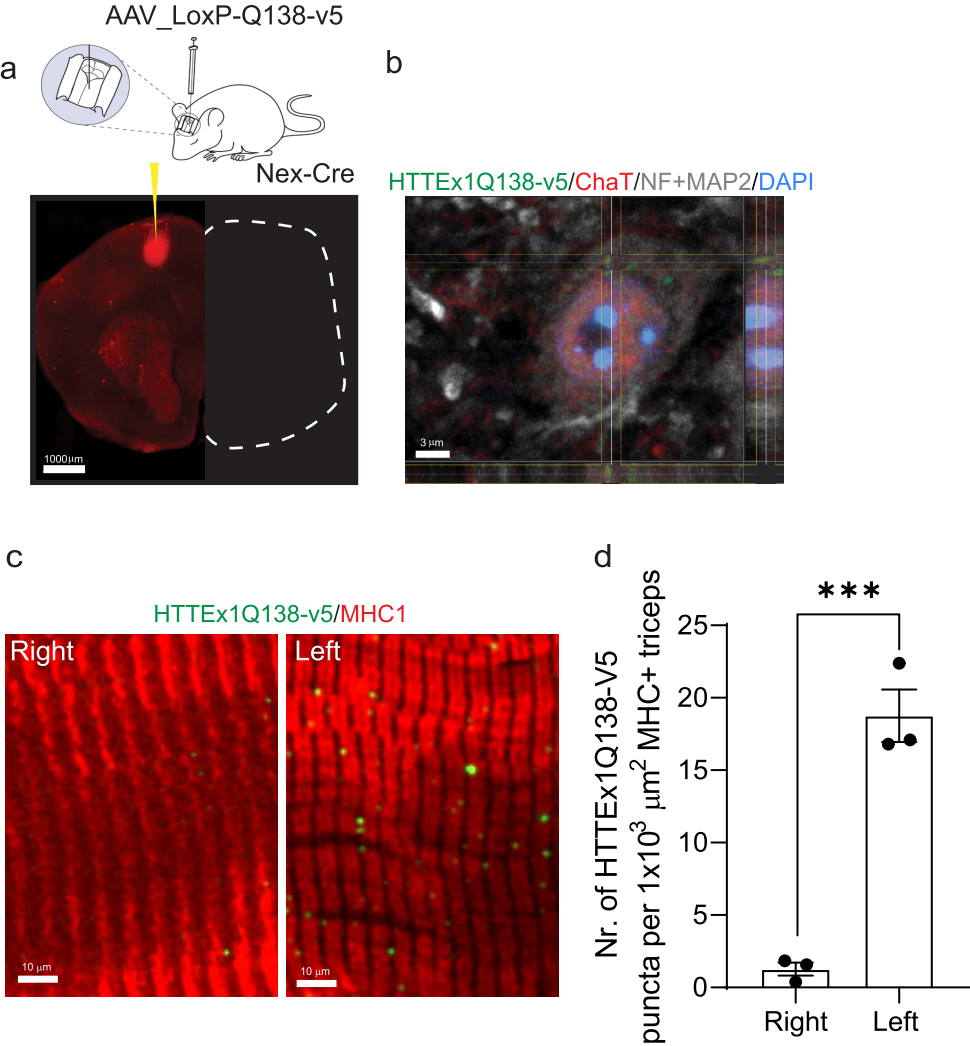 AAV_LoxP-Q138-v5
a
Nex-Cre
1000µm
b
HTTEx1Q138-v5/ChaT/NF+MAP2/DAPI
3 µm
c
HTTEx1Q138-v5/MHC1
Right
10 µm
Left
10 µm
d
Nr. of HTTEx1Q138-V5
puncta per 1x10³ µm² MHC+ triceps
***
25
20
15
10
5
0
Right
Left